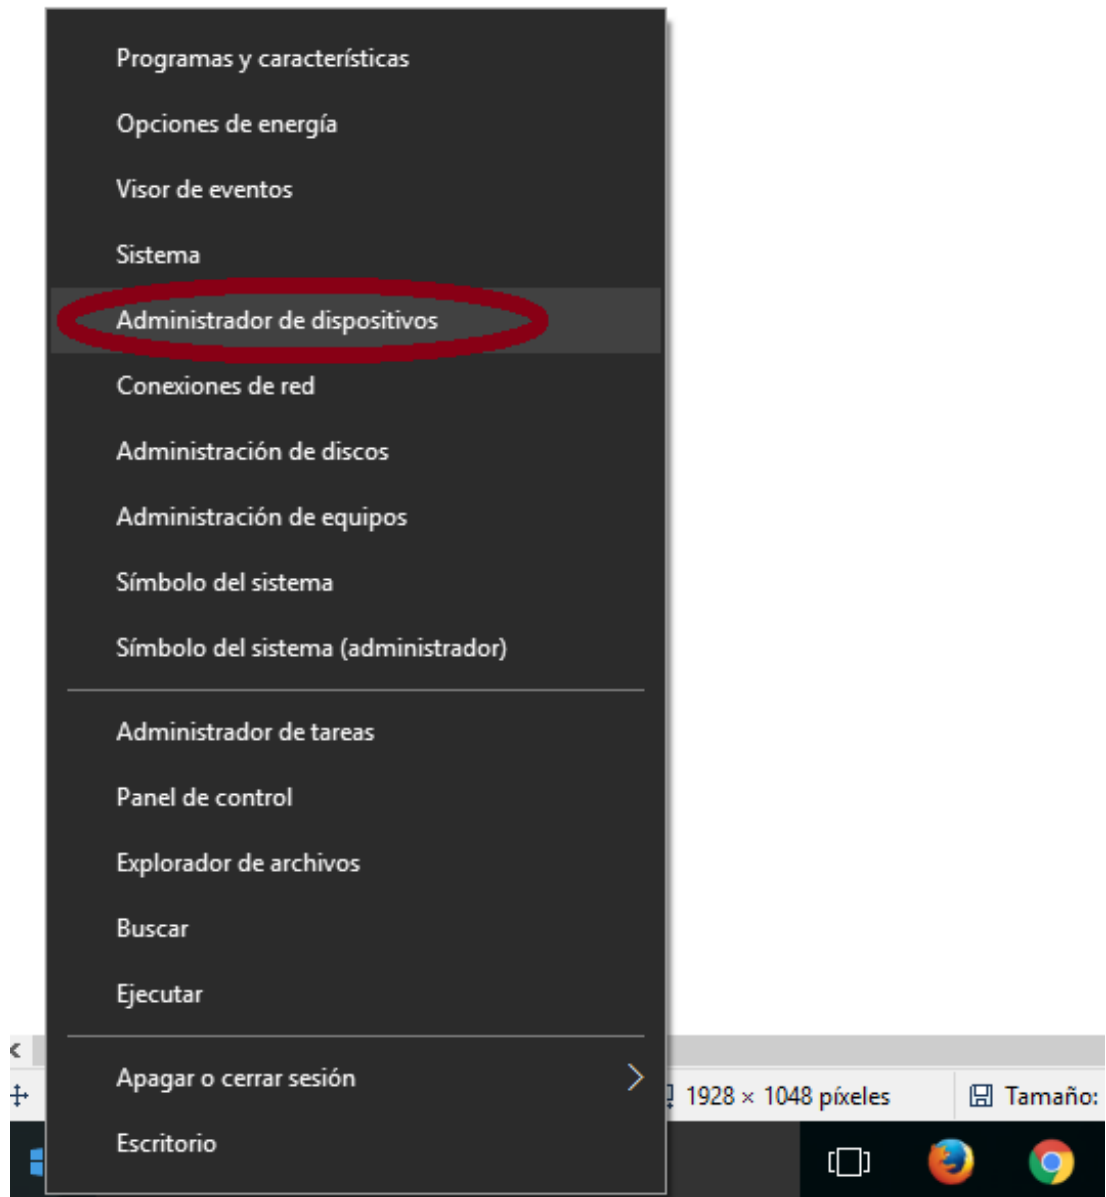 Programas y características
Opciones de energía
Visor de eventos
Sistema
Administrador de dispositivos
Conexiones de red
Administración de discos
Administración de equipos
Símbolo del sistema
Símbolo del sistema (administrador)
Administrador de tareas
Panel de control
Explorador de archivos
Buscar
Ejecutar
Apagar o cerrar sesión
Escritorio
1928 × 1048 píxeles
Tamaño: